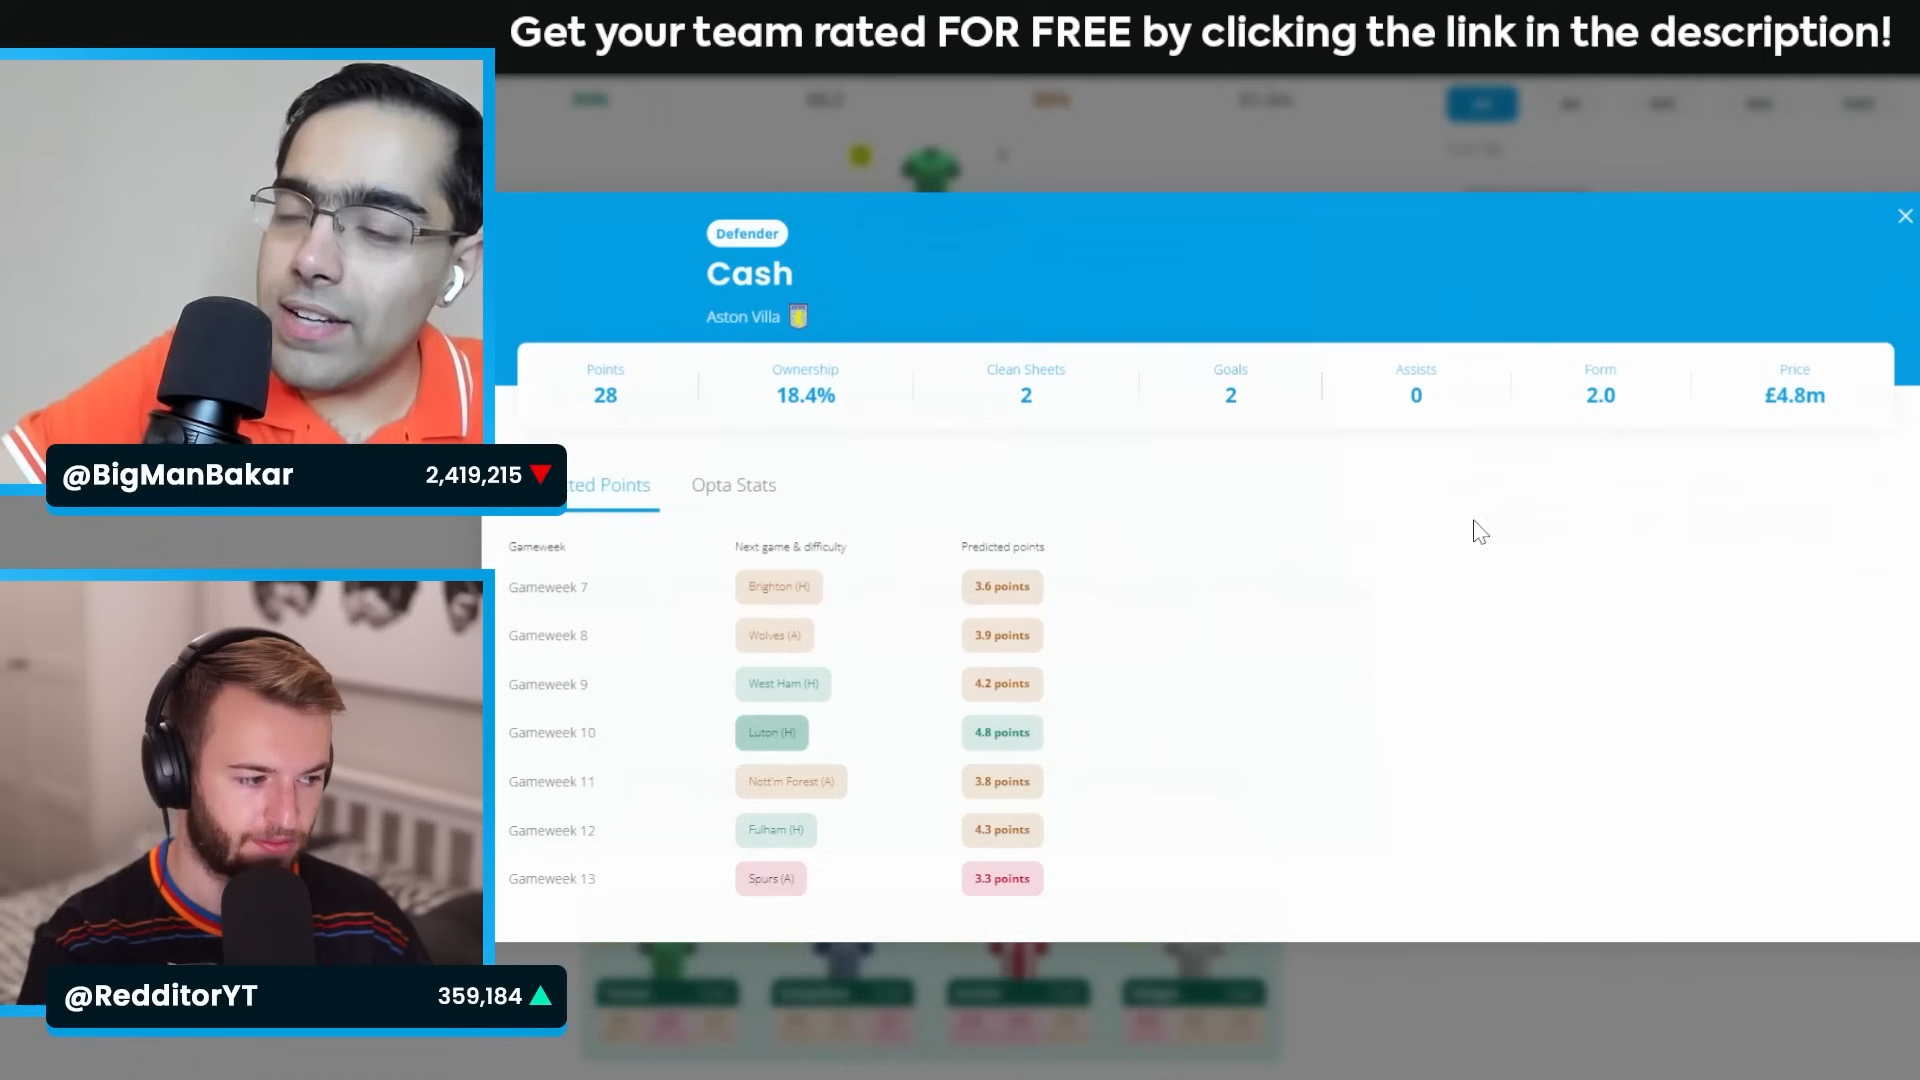 Get your team rated FOR FREE by clicking the link in the description!
Defender
Cash
Aston Villa
Points
Ownership
Clean Sheets
Goals
Assists
Form
Price
28
18.4%
2
2
0
2.0
£4.8m
@BigManBakar
2,419,215
ted Points
Opta Stats
Gameweek
Next game & difficulty
Predicted points
Gameweek 7
Brighton (H)
3.6 points
Gameweek 8
Wolves (A)
3.9 points
Gameweek 9
West Ham (H)
4.2 points
Gameweek 10
Luton (H)
4.8 points
Gameweek 11
Nott'm Forest (A)
3.8 points
Gameweek 12
Fulham (H)
4.3 points
Gameweek 13
Spurs (A)
3.3 points
@RedditorYT
359,184